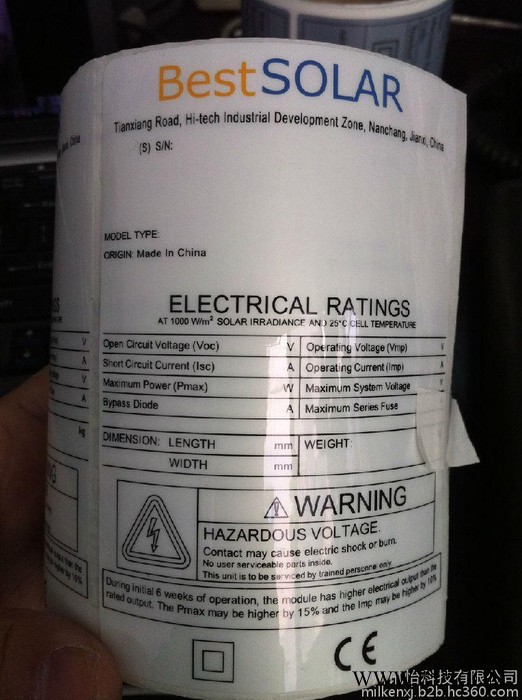 BestSOLAR
Tianxiang Road, Hi-tech Industrial Development Zone, Nanchang, Jianxi, China
(S) S/N:
MODEL TYPE:
ORIGIN: Made In China
ELECTRICAL RATINGS
AT 1000 W/m² SOLAR IRRADIANCE AND 25°C CELL TEMPERATURE
Open Circuit Voltage (Voc) V Operating Voltage (Vmp) V
Short Circuit Current (Isc) A Operating Current (Imp) A
Maximum Power (Pmax) W Maximum System Voltage V
Bypass Diode A Maximum Series Fuse
DIMENSION: LENGTH mm WEIGHT:
WIDTH mm
WARNING
HAZARDOUS VOLTAGE.
Contact may cause electric shock or burn.
No user serviceable parts inside.
This unit is to be serviced by trained personne only
During initial 6 weeks of operation, the module has higher electrical output than the
rated output. The Pmax may be higher by 15% and the Imp may be higher by 10%
CE
V
A
V
A
kg
怡科技有限公司
milkenxj.b2b.hc360.com